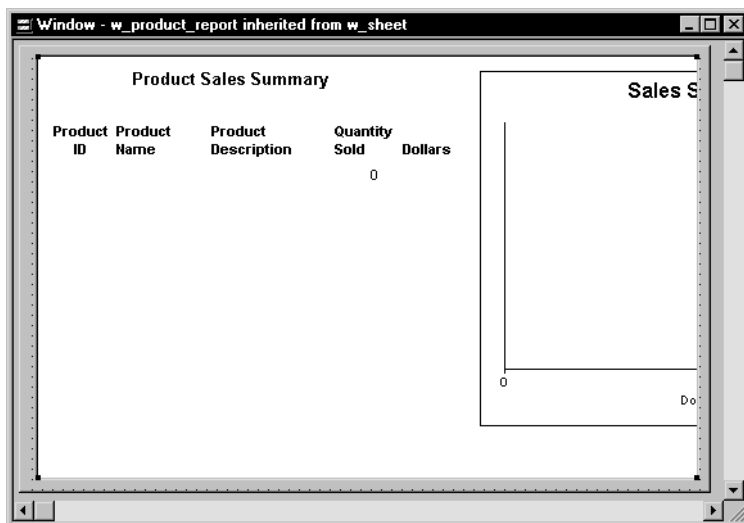 Window - w_product_report inherited from w_sheet
Product Sales Summary
Sales S
Product Product Product Quantity
ID Name Description Sold Dollars
0
0
Do